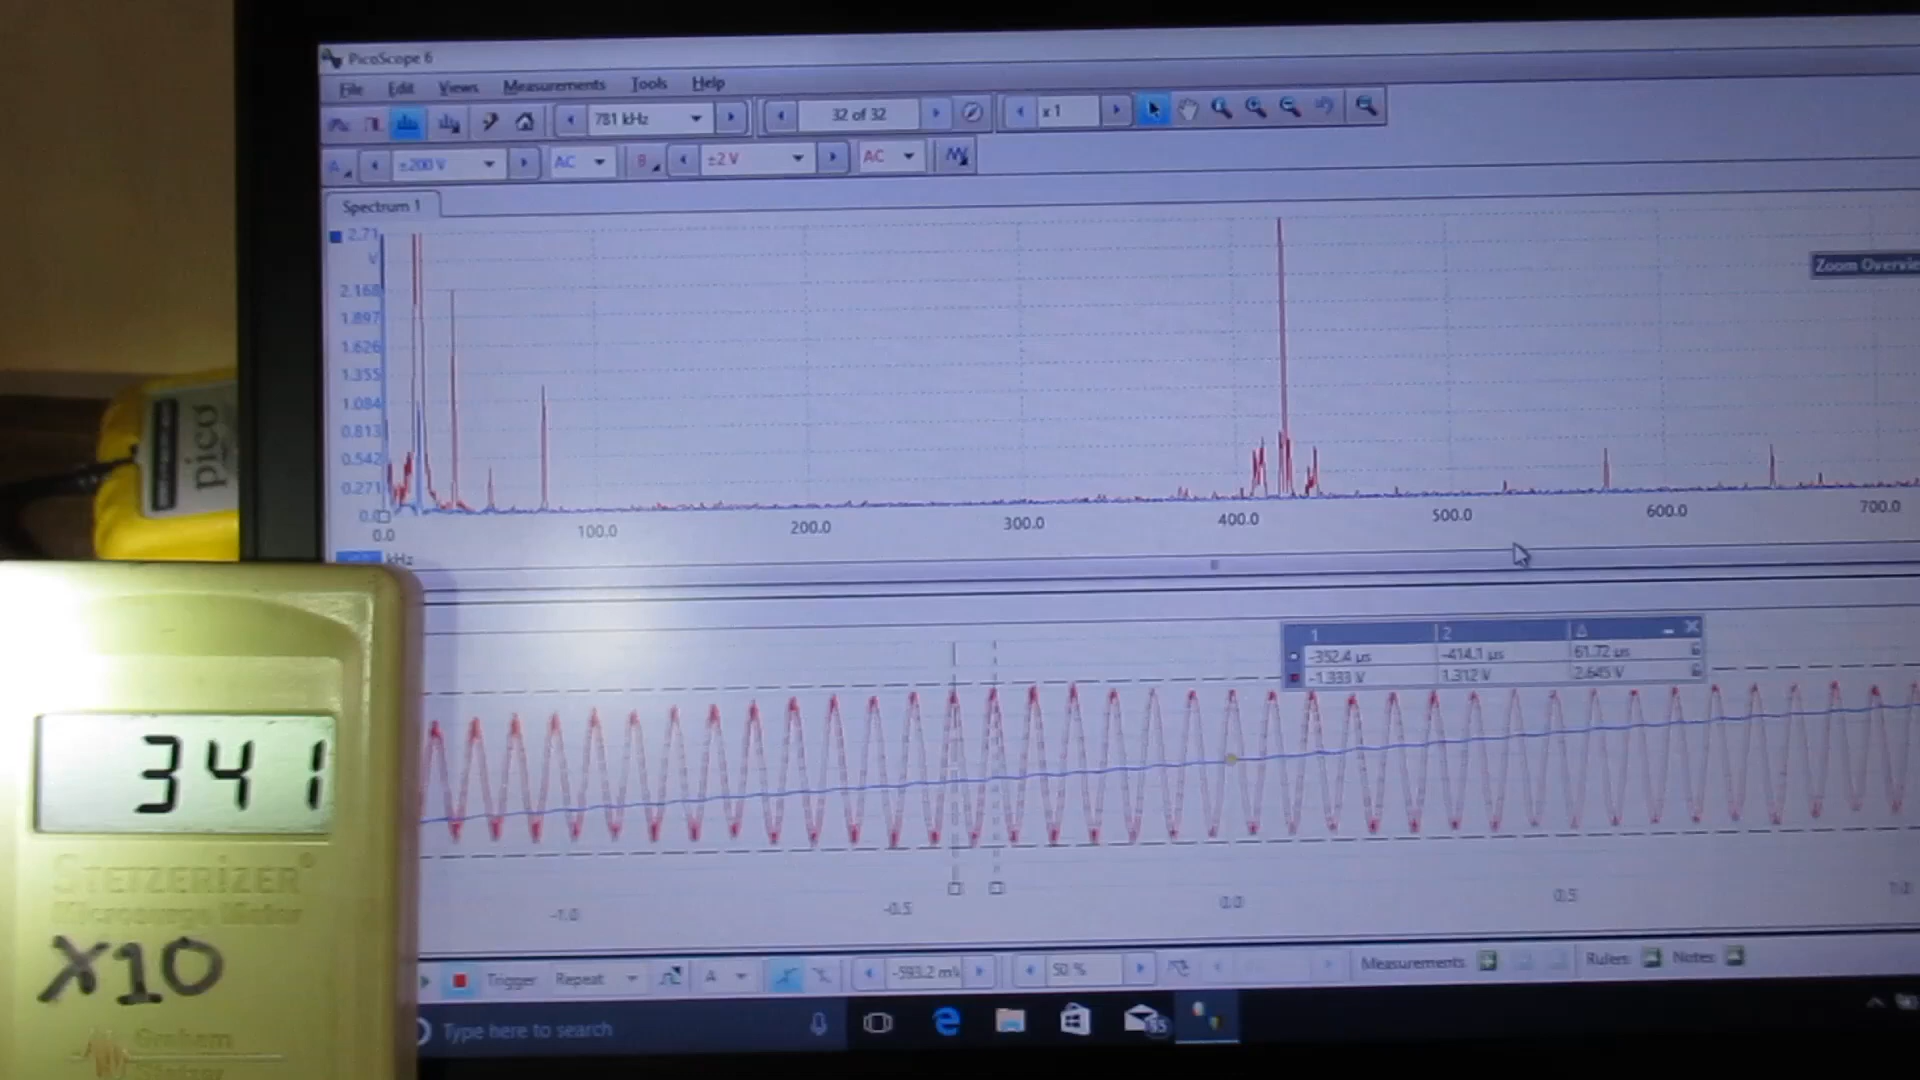 PicoScope 6
File Edit Views Measurements Tools Help
781 kHz 32 of 32 x 1
A ±200 V AC B ±2 V AC
Spectrum 1
2.71
V
2.168
1.897
1.626
1.355
1.084
0.813
0.542
0.271
0.0
0.0 100.0 200.0 300.0 400.0 500.0 600.0 700.0
kHz
Zoom Overvie
pico
1 2 Δ
-352.4 µs -414.1 µs 61.72 µs
-1.333 V 1.312 V 2.645 V
-1.0 -0.5 0.0 0.5 1.0
Trigger Repeat A -593.2 mV 50 % Measurements Rulers Notes
Type here to search
341
STETZERiZER®
Microsurge Meter
X10
Graham
Stetzer